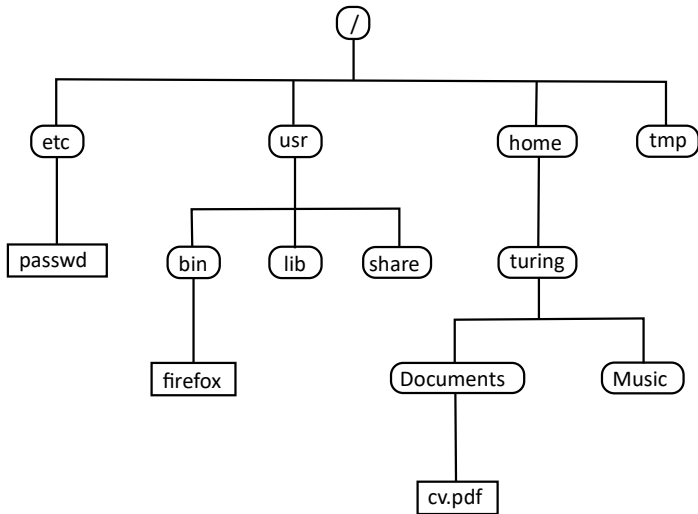 /
etc
usr
home
tmp
passwd
bin
lib
share
turing
firefox
Documents
Music
cv.pdf